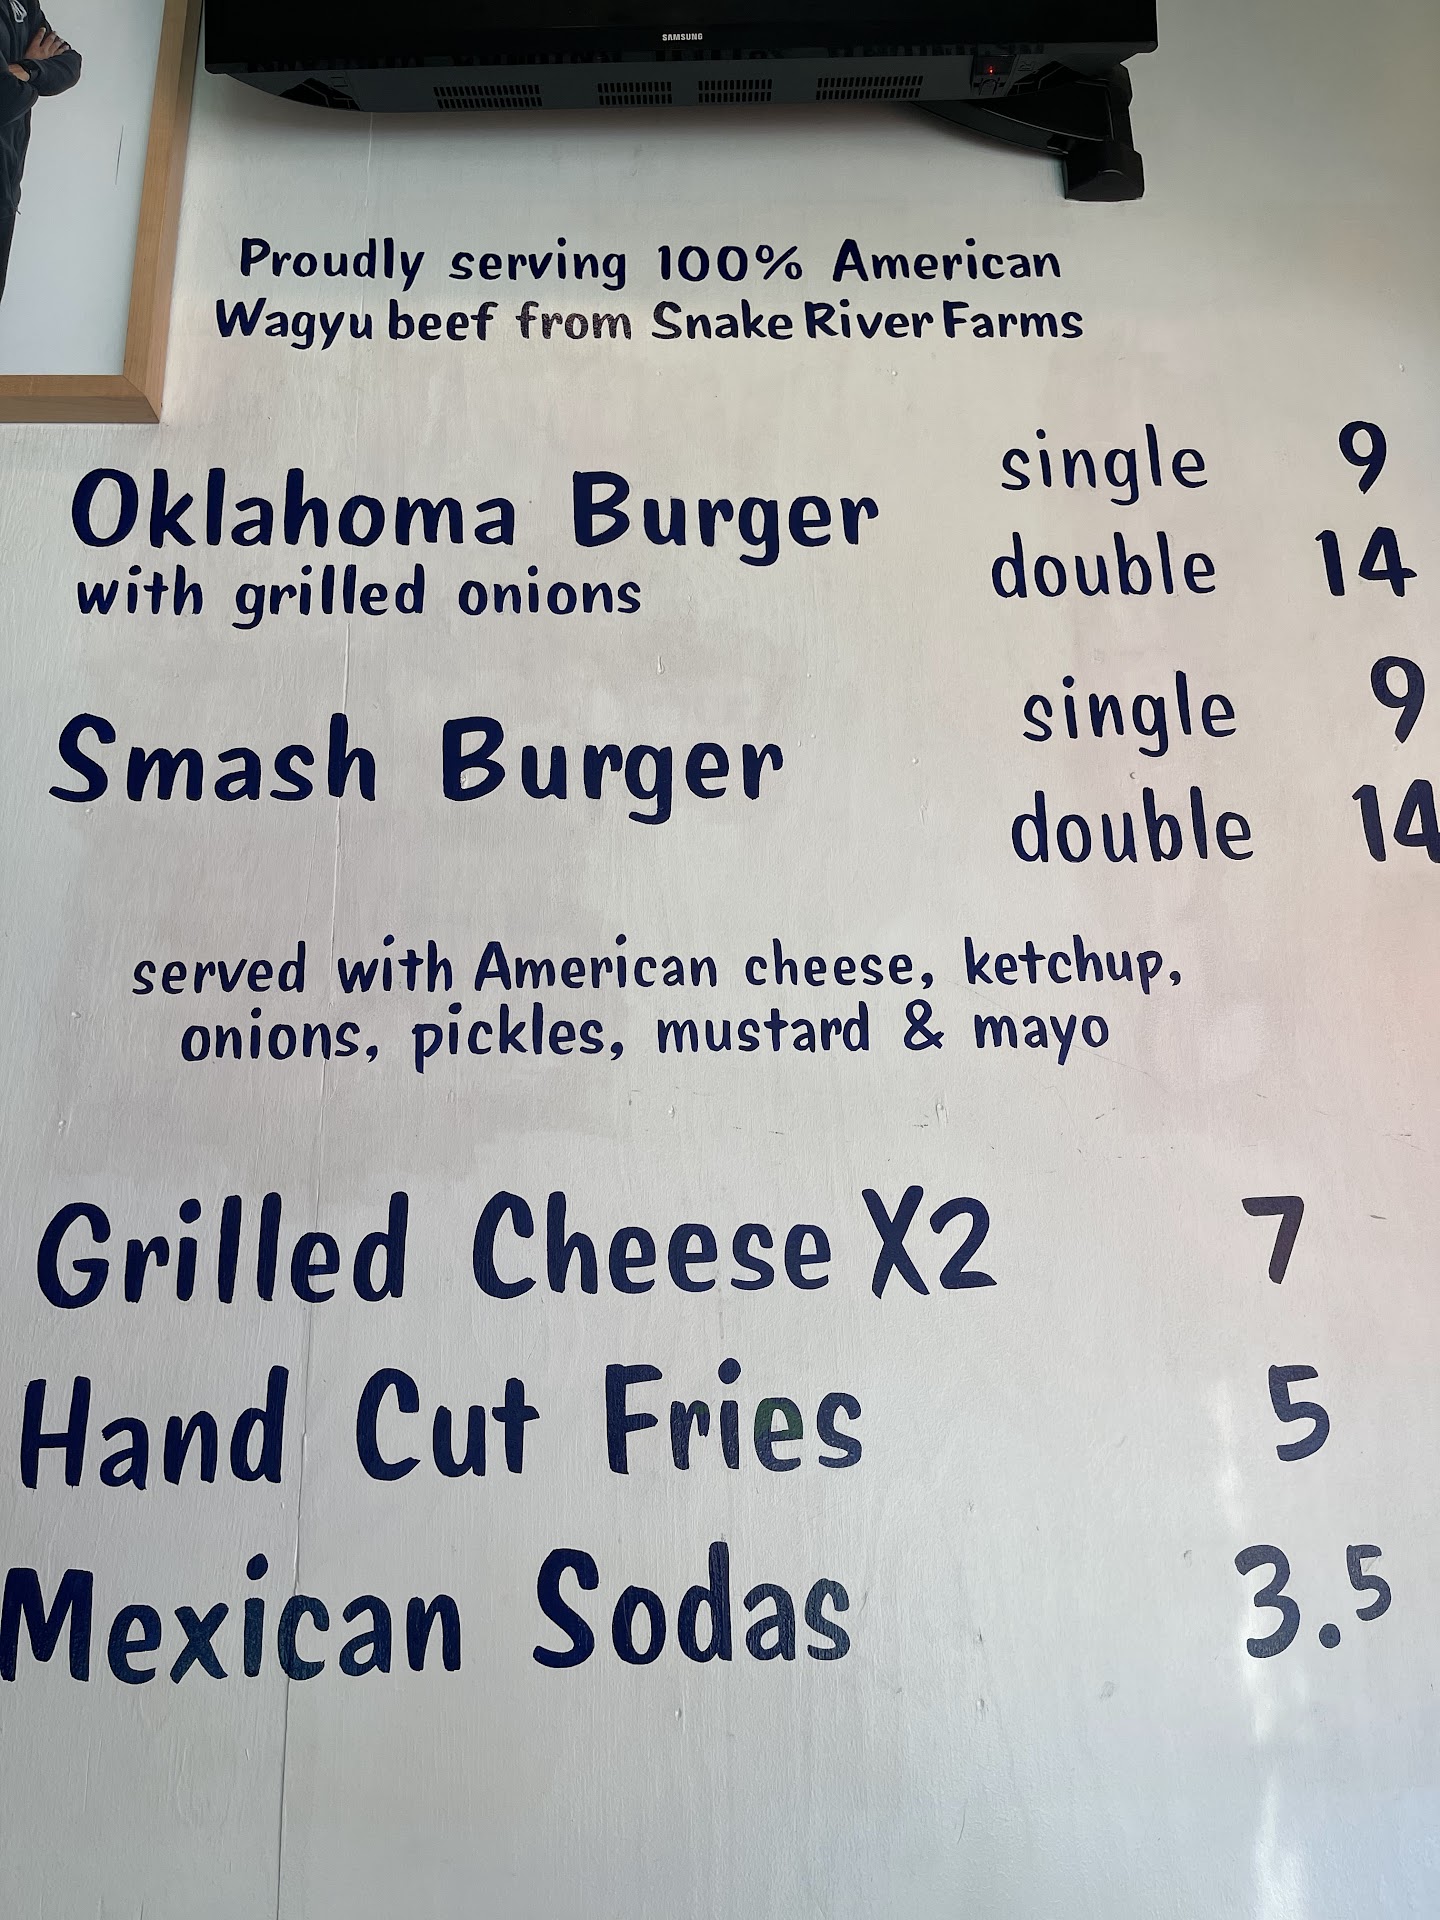 SAMSUNG
Proudly serving 100% American
Wagyu beef from Snake River Farms
single 9
Oklahoma Burger
double 14
with grilled onions
single 9
Smash Burger
double 14
served with American cheese, ketchup,
onions, pickles, mustard & mayo
Grilled Cheese X2 7
Hand Cut Fries 5
Mexican Sodas 3.5